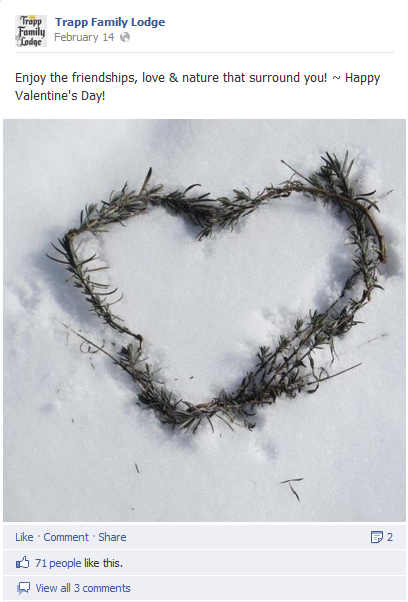 Trapp
Family
Lodge
Trapp Family Lodge
February 14
Enjoy the friendships, love & nature that surround you! ~ Happy
Valentine's Day!
Like · Comment · Share 2
71 people like this.
View all 3 comments